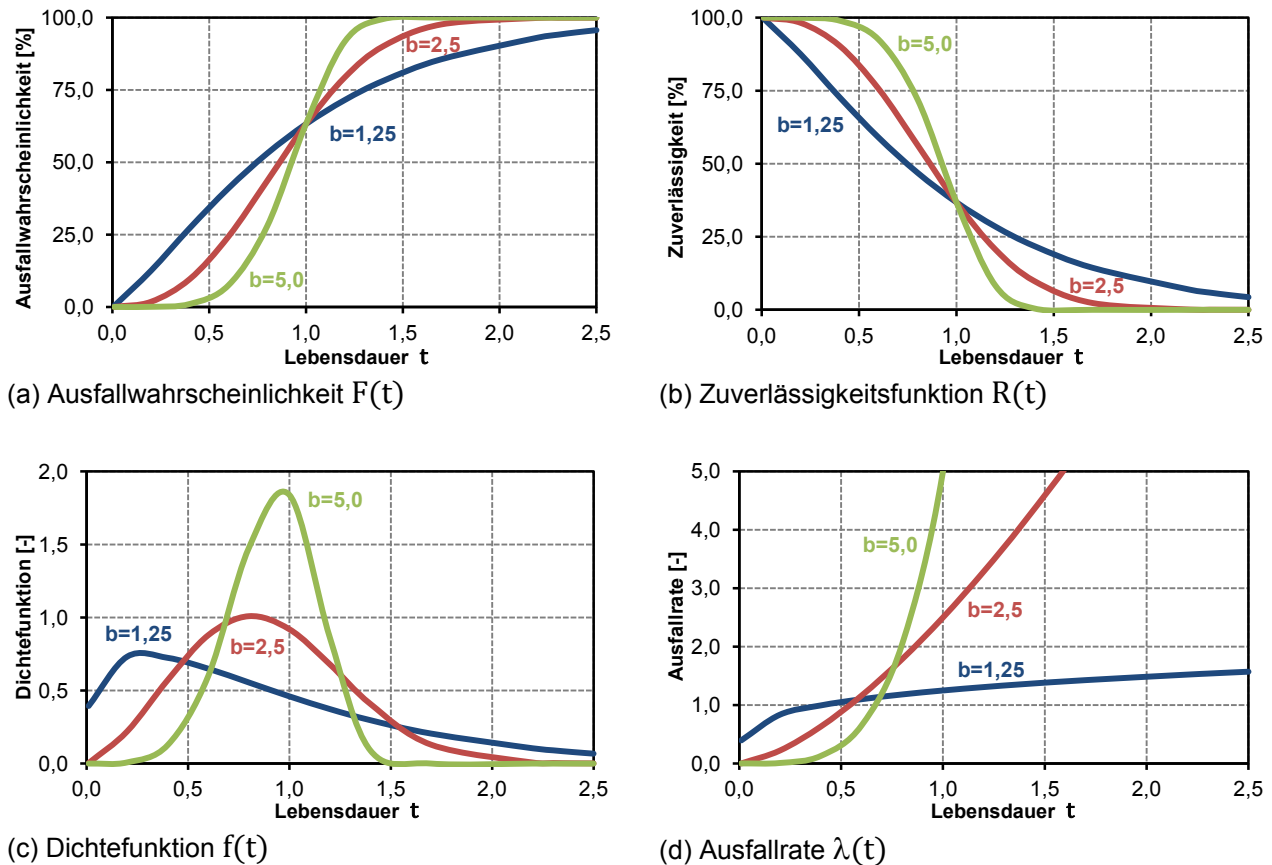 Ausfallwahrscheinlichkeit [%]
100,0
75,0
50,0
25,0
0,0
b=2,5
b=1,25
b=5,0
0,0 0,5 1,0 1,5 2,0 2,5
Lebensdauer t
(a) Ausfallwahrscheinlichkeit F(t)
Zuverlässigkeit [%]
100,0
75,0
50,0
25,0
0,0
b=5,0
b=1,25
b=2,5
0,0 0,5 1,0 1,5 2,0 2,5
Lebensdauer t
(b) Zuverlässigkeitsfunktion R(t)
Dichtefunktion [-]
2,0
1,5
1,0
0,5
0,0
b=5,0
b=1,25
b=2,5
0,0 0,5 1,0 1,5 2,0 2,5
Lebensdauer t
(c) Dichtefunktion f(t)
Ausfallrate [-]
5,0
4,0
3,0
2,0
1,0
0,0
b=5,0
b=2,5
b=1,25
0,0 0,5 1,0 1,5 2,0 2,5
Lebensdauer t
(d) Ausfallrate λ(t)